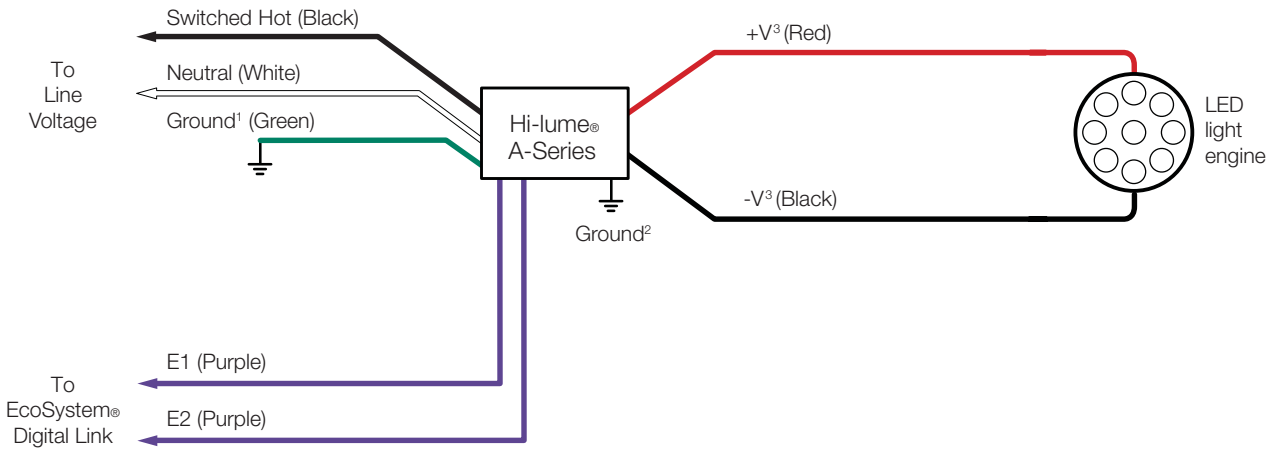 Switched Hot (Black)
To
Line
Voltage
Neutral (White)
Ground¹ (Green)
Hi-lume®
A-Series
Ground²
+V³ (Red)
-V³ (Black)
LED
light
engine
To
EcoSystem®
Digital Link
E1 (Purple)
E2 (Purple)